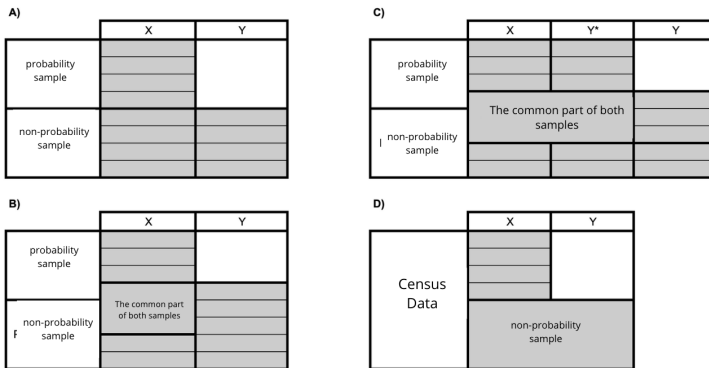 A)
X Y
probability
sample
non-probability
sample
B)
X Y
probability
sample
The common part
of both samples
F non-probability
sample
C)
X Y* Y
probability
sample
The common part of both
samples
non-probability
sample
D)
X Y
Census
Data
non-probability
sample